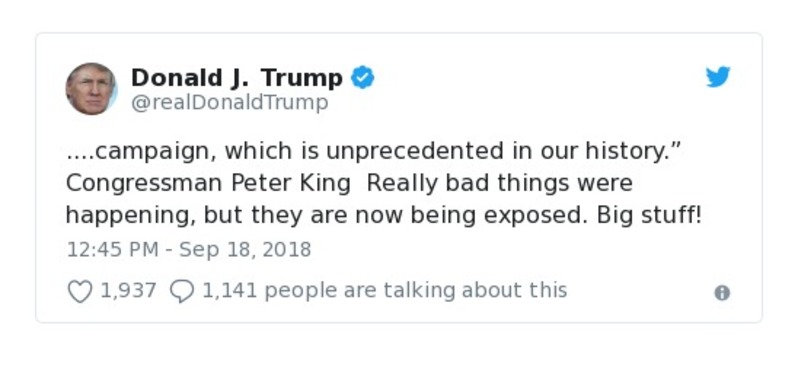 Donald J. Trump
@realDonaldTrump
....campaign, which is unprecedented in our history.”
Congressman Peter King  Really bad things were
happening, but they are now being exposed. Big stuff!
12:45 PM - Sep 18, 2018
1,937 1,141 people are talking about this